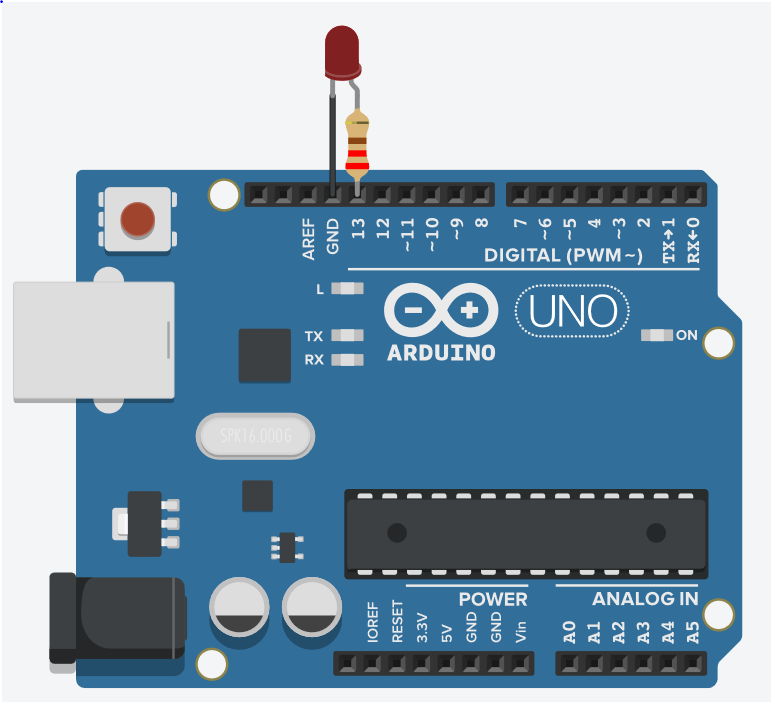 AREF
GND
13
12
~11
~10
~9
8
7
~6
~5
4
~3
2
TX→1
RX←0
DIGITAL (PWM~)
L
TX
RX
ARDUINO
UNO
ON
SPK16.000G
POWER
ANALOG IN
IOREF
RESET
3.3V
5V
GND
GND
Vin
A0
A1
A2
A3
A4
A5